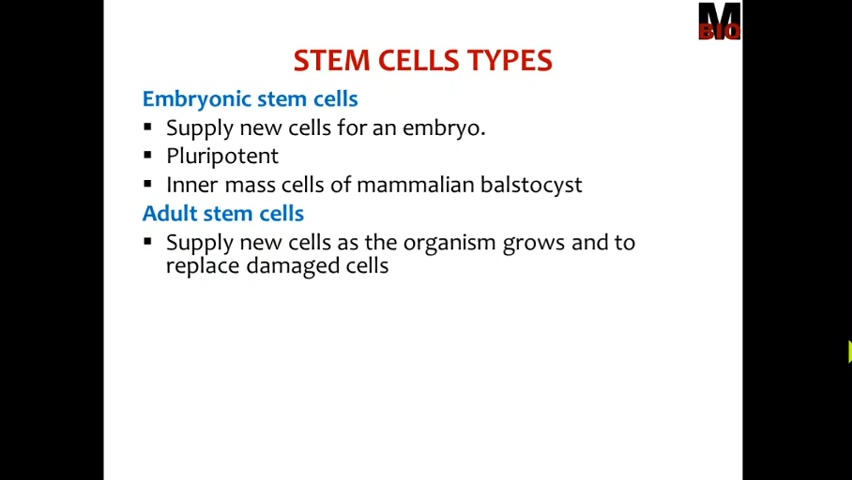 M
BIO
STEM CELLS TYPES
Embryonic stem cells
▪ Supply new cells for an embryo.
▪ Pluripotent
▪ Inner mass cells of mammalian balstocyst
Adult stem cells
▪ Supply new cells as the organism grows and to
replace damaged cells